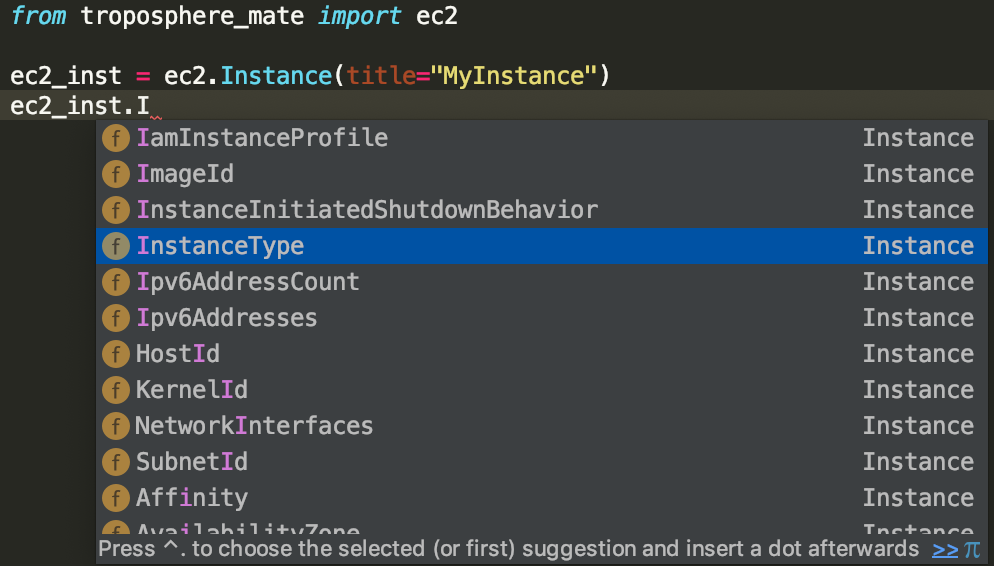 from troposphere_mate import ec2
ec2_inst = ec2.Instance(title="MyInstance")
ec2_inst.I
f IamInstanceProfile Instance
f ImageId Instance
f InstanceInitiatedShutdownBehavior Instance
f InstanceType Instance
f Ipv6AddressCount Instance
f Ipv6Addresses Instance
f HostId Instance
f KernelId Instance
f NetworkInterfaces Instance
f SubnetId Instance
f Affinity Instance
f AvailabilityZone Instance
Press ^. to choose the selected (or first) suggestion and insert a dot afterwards >> π